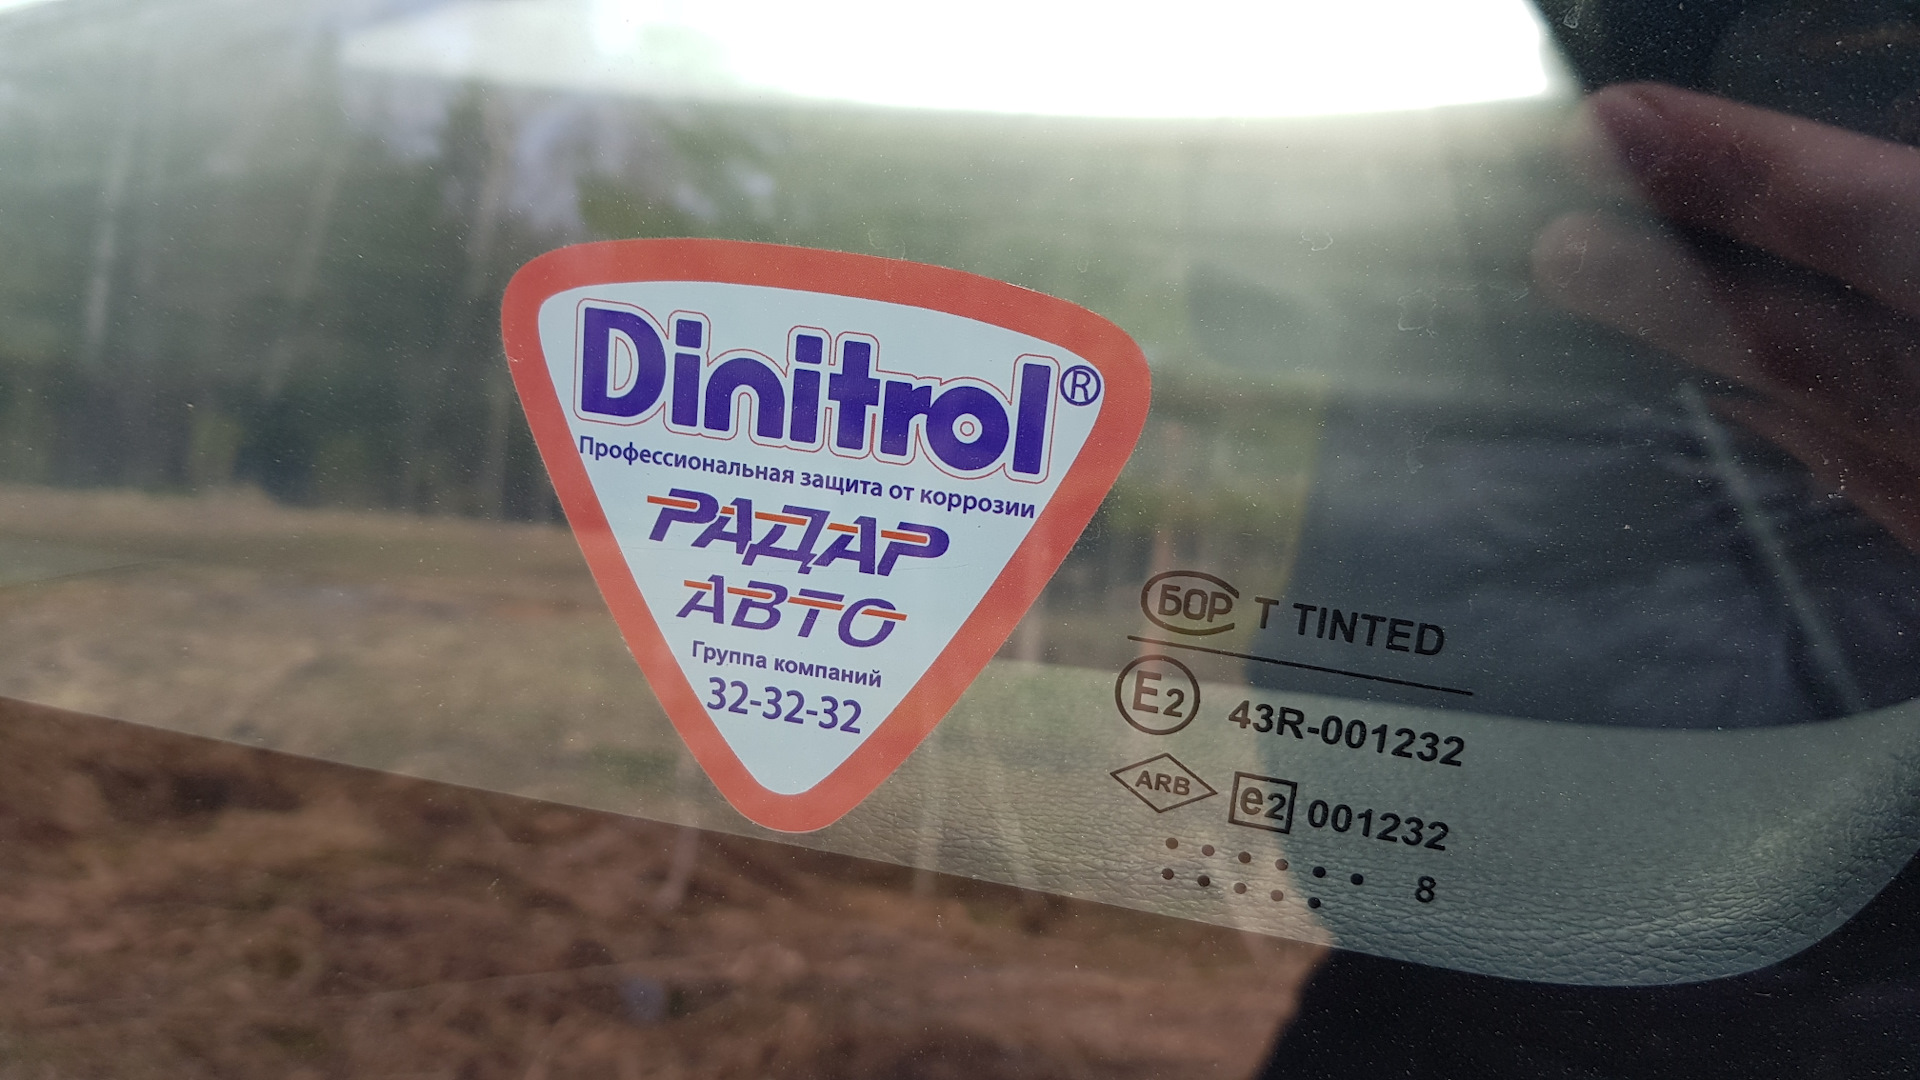 Dinitrol®
Профессиональная защита от коррозии
РАДАР
АВТО
Группа компаний
32-32-32
БОР T TINTED
E2 43R-001232
ARB e2 001232
8